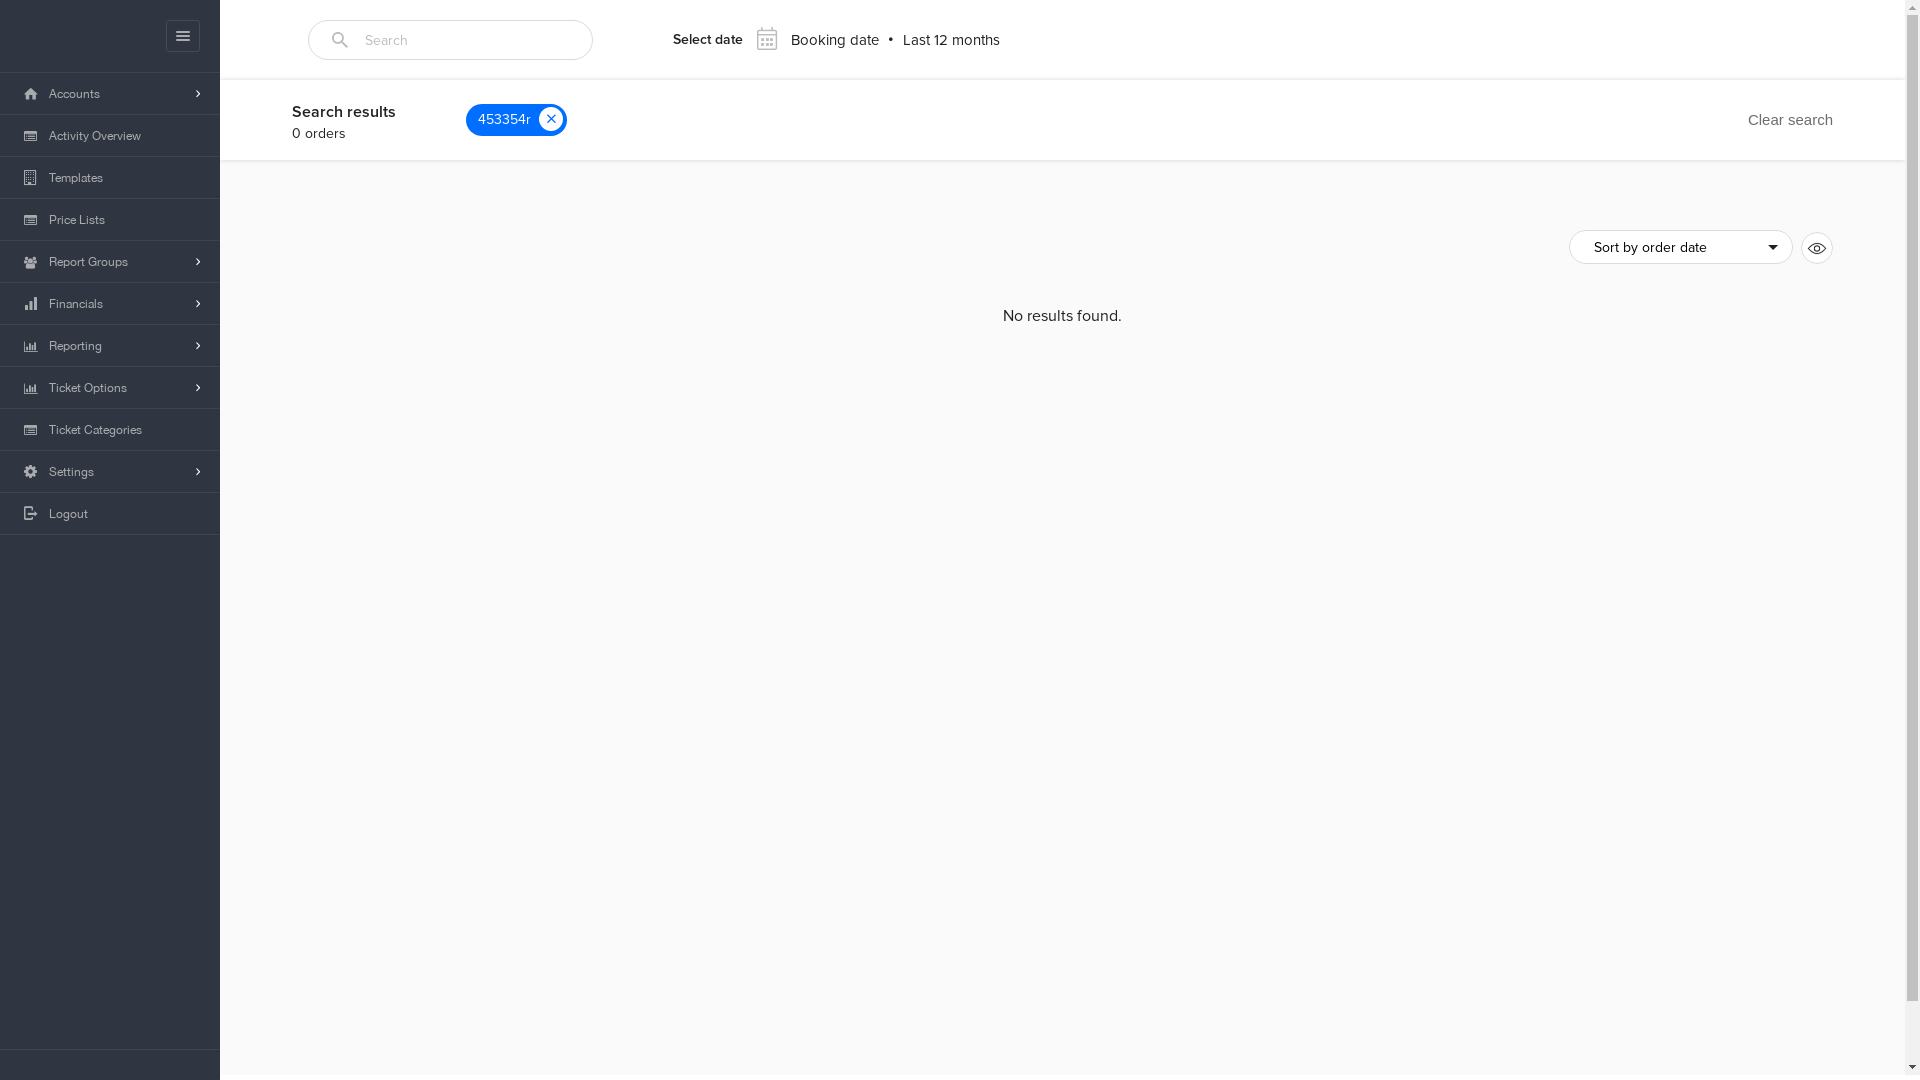 Search
Select date
Booking date • Last 12 months
Accounts
Activity Overview
Templates
Price Lists
Report Groups
Financials
Reporting
Ticket Options
Ticket Categories
Settings
Logout
Search results
0 orders
453354r
Clear search
Sort by order date
No results found.